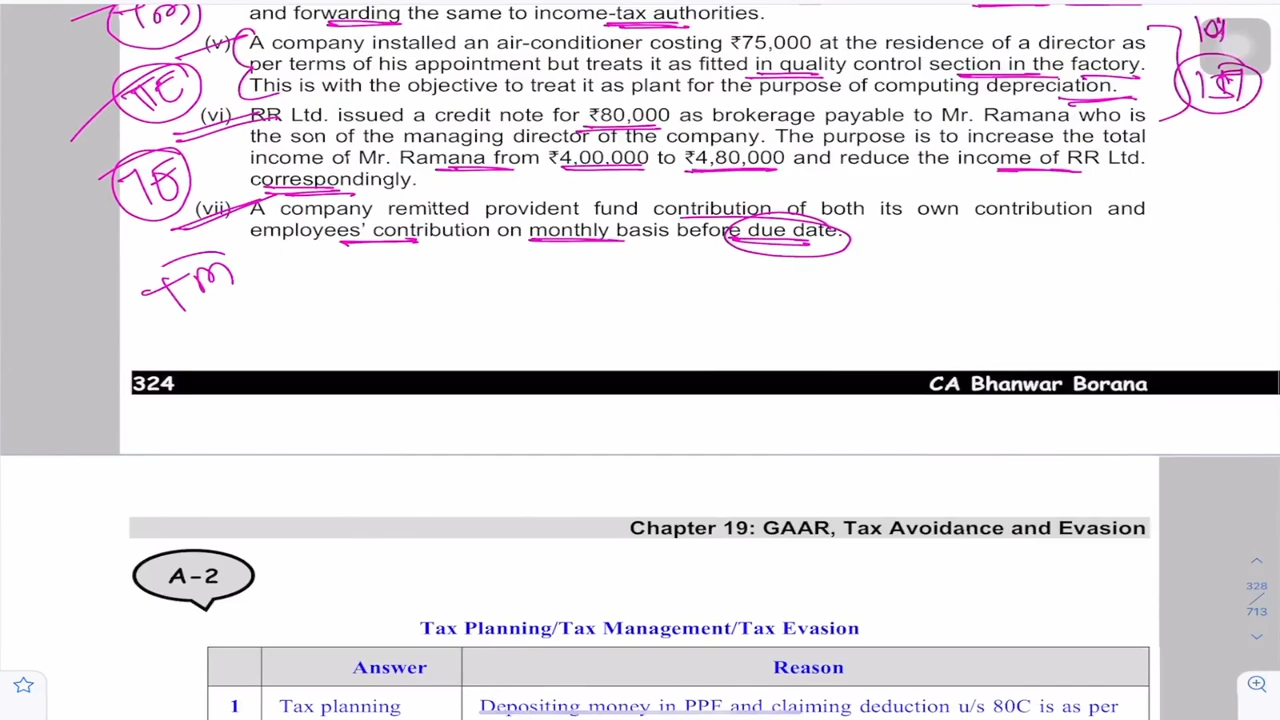 and forwarding the same to income-tax authorities.
Tm
(v) A company installed an air-conditioner costing ₹75,000 at the residence of a director as
per terms of his appointment but treats it as fitted in quality control section in the factory.
This is with the objective to treat it as plant for the purpose of computing depreciation.
TE
(vi) RR Ltd. issued a credit note for ₹80,000 as brokerage payable to Mr. Ramana who is
the son of the managing director of the company. The purpose is to increase the total
income of Mr. Ramana from ₹4,00,000 to ₹4,80,000 and reduce the income of RR Ltd.
correspondingly.
TE
(vii) A company remitted provident fund contribution of both its own contribution and
employees' contribution on monthly basis before due date.
Tm
324 CA Bhanwar Borana
Chapter 19: GAAR, Tax Avoidance and Evasion
A-2
328
713
Tax Planning/Tax Management/Tax Evasion
Answer Reason
1 Tax planning Depositing money in PPF and claiming deduction u/s 80C is as per